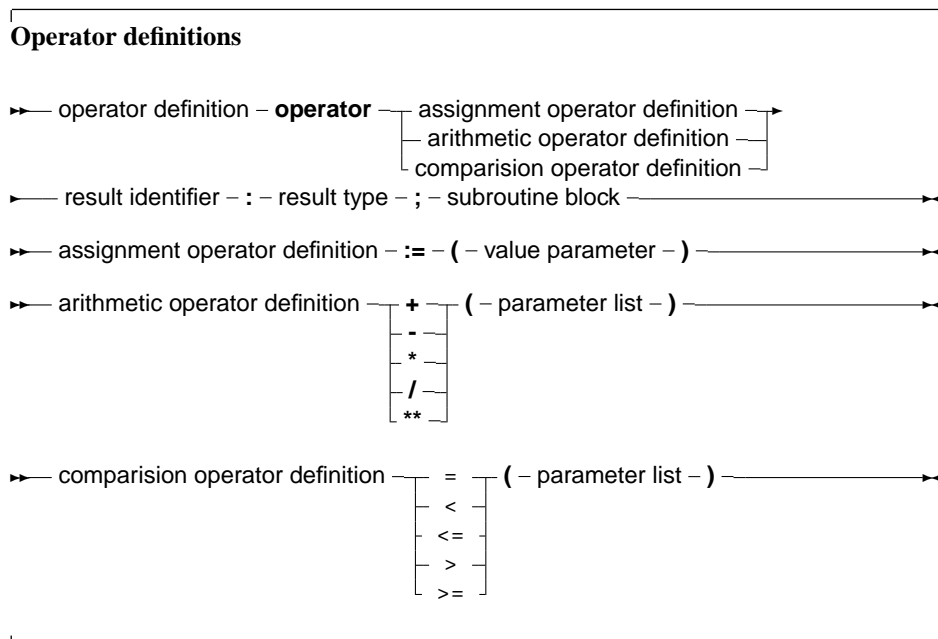 Operator definitions
operator definition – operator assignment operator definition
arithmetic operator definition
comparision operator definition
result identifier – : – result type – ; – subroutine block
assignment operator definition – := – ( – value parameter – )
arithmetic operator definition + ( – parameter list – )
-
*
/
**
comparision operator definition = ( – parameter list – )
<
<=
>
>=